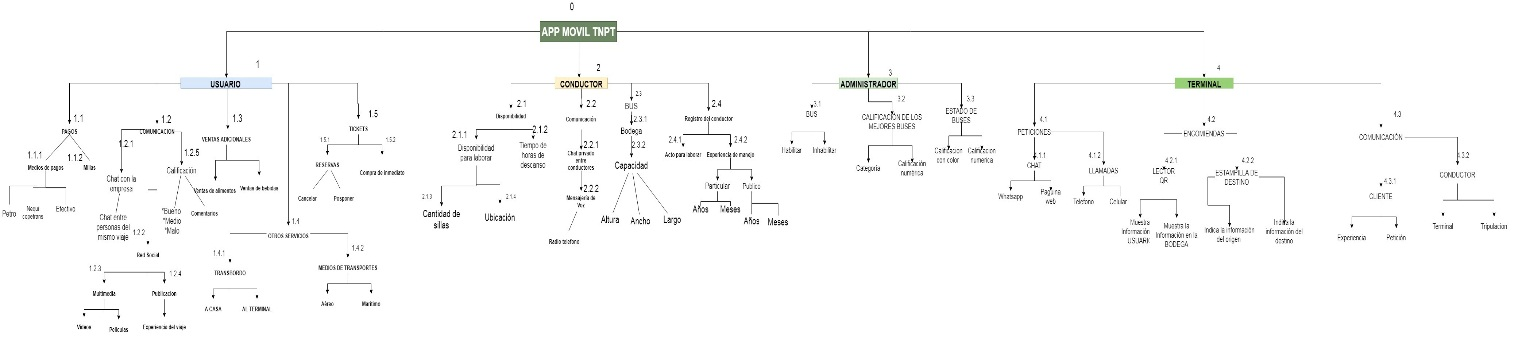 0
APP MOVIL TNPT
1
USUARIO
1.1
PAGOS
1.1.1
Medios de pagos
Petro
Nequi
Efectivo
1.1.2
Millas
1.2
COMUNICACION
1.2.1
Chat con la
empresa
Chat entre
personas del
mismo viaje
1.2.5
Calificación
"Bueno
"Medio
"Malo
Comentarios
1.2.2
Red Social
1.2.3
Multimedia
Videos
Peliculas
1.2.4
Publicacion
Experiencia del viaje
1.3
VENTAS ADICIONALES
Ventas de alimentos
Ventas de bebidas
1.4
OTROS SERVICIOS
1.4.1
TRANSBORDO
A CASA
AL TERMINAL
1.4.2
MEDIOS DE TRANSPORTES
Aéreo
Maritimo
1.5
TICKETS
1.5.1
RESERVAS
Cancelar
Posponer
1.5.2
Compra de inmediato
2
CONDUCTOR
2.1
Disponibilidad
2.1.1
Disponibilidad
para laborar
2.1.2
Tiempo de
horas de
descanso
2.1.3
Cantidad de
sillas
2.1.4
Ubicación
2.2
Comunicación
2.2.1
Chat privado
entre
conductores
2.2.2
Mensajería de
Voz
Radio telefono
2.3
BUS
2.3.1
Bodega
2.3.2
Capacidad
Altura
Ancho
Largo
2.4
Registro del conductor
2.4.1
Acto para laborar
2.4.2
Experiencia de manejo
Particular
Años
Meses
Publico
Años
Meses
3
ADMINISTRADOR
3.1
BUS
Habilitar
Inhabilitar
3.2
CALIFICACION DE LOS
MEJORES BUSES
Categoria
Calificación
numérica
3.3
ESTADO DE
BUSES
Calificacion
con color
Calificacion
numerica
4
TERMINAL
4.1
PETICIONES
4.1.1
CHAT
Whatsapp
Pagina
web
4.1.2
LLAMADAS
Telefono
Celular
4.2
ENCOMIENDAS
4.2.1
LECTOR
QR
Muestra
Información
Muestra la
Información en la
BODEGA
4.2.2
ESTAMPILLA DE
DESTINO
Indica la información
del origen
Indica la
información del
destino
4.3
COMUNICACIÓN
4.3.1
CLIENTE
Experiencia
Petición
4.3.2
CONDUCTOR
Terminal
Tripulacion